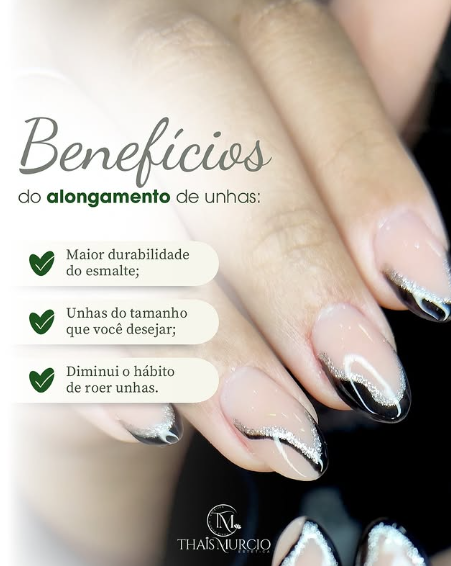 Benefícios
do alongamento de unhas:
Maior durabilidade
do esmalte;
Unhas do tamanho
que você desejar;
Diminui o hábito
de roer unhas.
TM
THAÍS MURCIO
ESTÉTICA